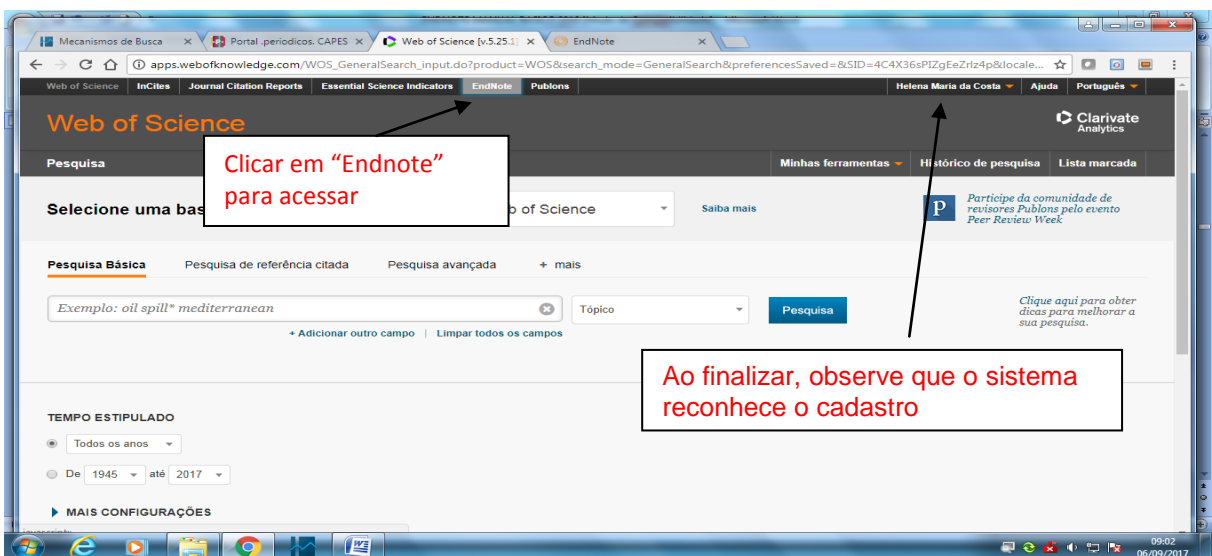 Mecanismos de Busca
Portal .periodicos. CAPES
Web of Science [v.5.25.1]
EndNote
apps.webofknowledge.com/WOS_GeneralSearch_input.do?product=WOS&search_mode=GeneralSearch&preferencesSaved=&SID=4C4X36sPIZgEeZrlz4p&locale...
Web of Science InCites Journal Citation Reports Essential Science Indicators EndNote Publons Helena Maria da Costa Ajuda Português
Web of Science
Clarivate
Analytics
Clicar em “Endnote”
para acessar
Pesquisa Minhas ferramentas Histórico de pesquisa Lista marcada
Selecione uma of Science Saiba mais
Participe da comunidade de
revisores Publons pelo evento
Peer Review Week
Pesquisa Básica Pesquisa de referência citada Pesquisa avançada + mais
Exemplo: oil spill* mediterranean Tópico Pesquisa
Clique aqui para obter
dicas para melhorar a
sua pesquisa.
+ Adicionar outro campo | Limpar todos os campos
Ao finalizar, observe que o sistema
reconhece o cadastro
TEMPO ESTIPULADO
Todos os anos
De 1945 até 2017
MAIS CONFIGURAÇÕES
09:02
06/09/2017